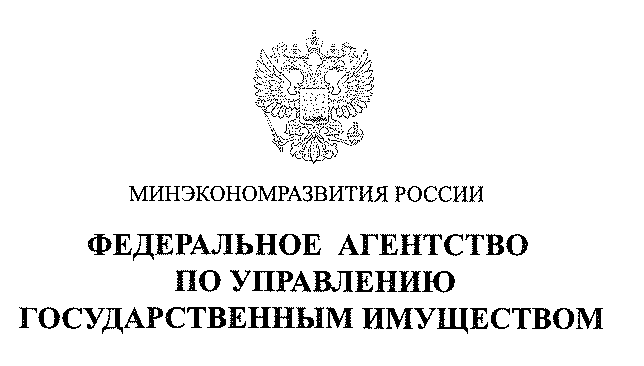 МИНЭКОНОМРАЗВИТИЯ РОССИИ
ФЕДЕРАЛЬНОЕ АГЕНТСТВО
ПО УПРАВЛЕНИЮ
ГОСУДАРСТВЕННЫМ ИМУЩЕСТВОМ